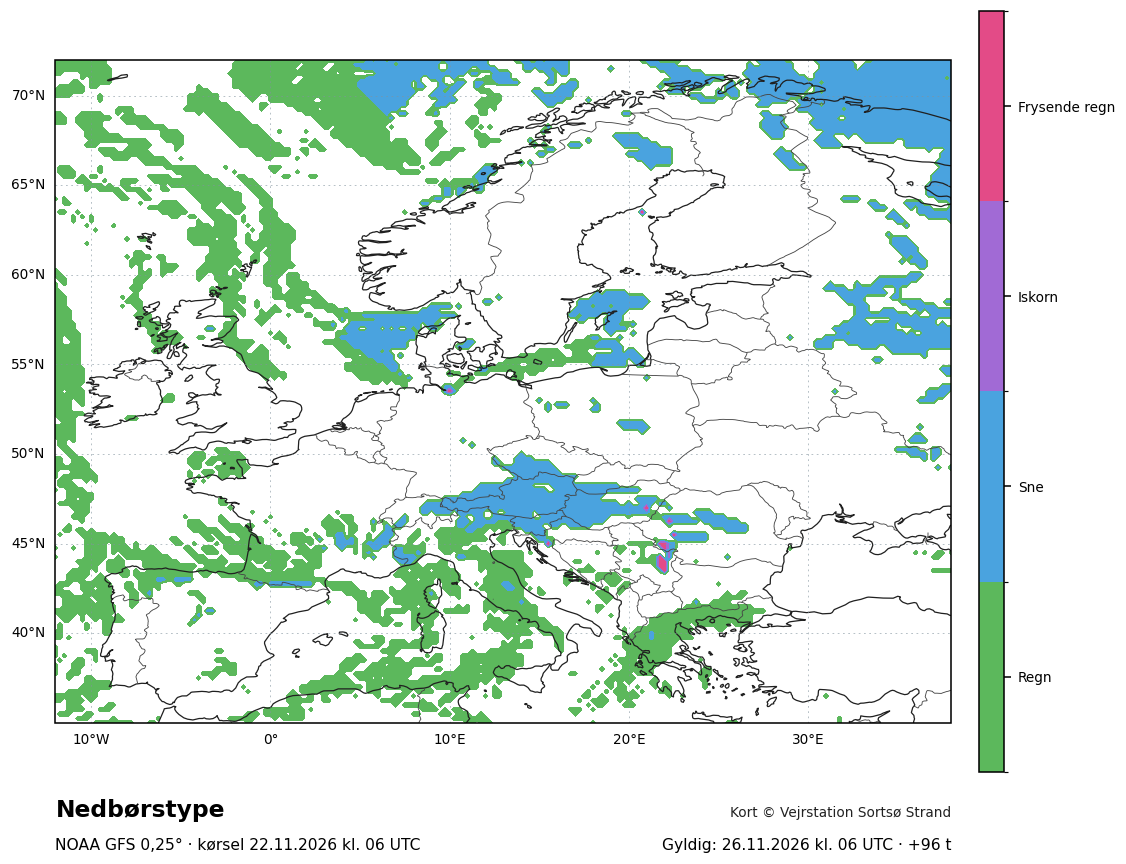 70°N
65°N
60°N
55°N
50°N
45°N
40°N
10°W
0°
10°E
20°E
30°E
Frysende regn
Iskorn
Sne
Regn
Nedbørstype
Kort © Vejrstation Sortsø Strand
NOAA GFS 0,25° · kørsel 22.11.2026 kl. 06 UTC
Gyldig: 26.11.2026 kl. 06 UTC · +96 t